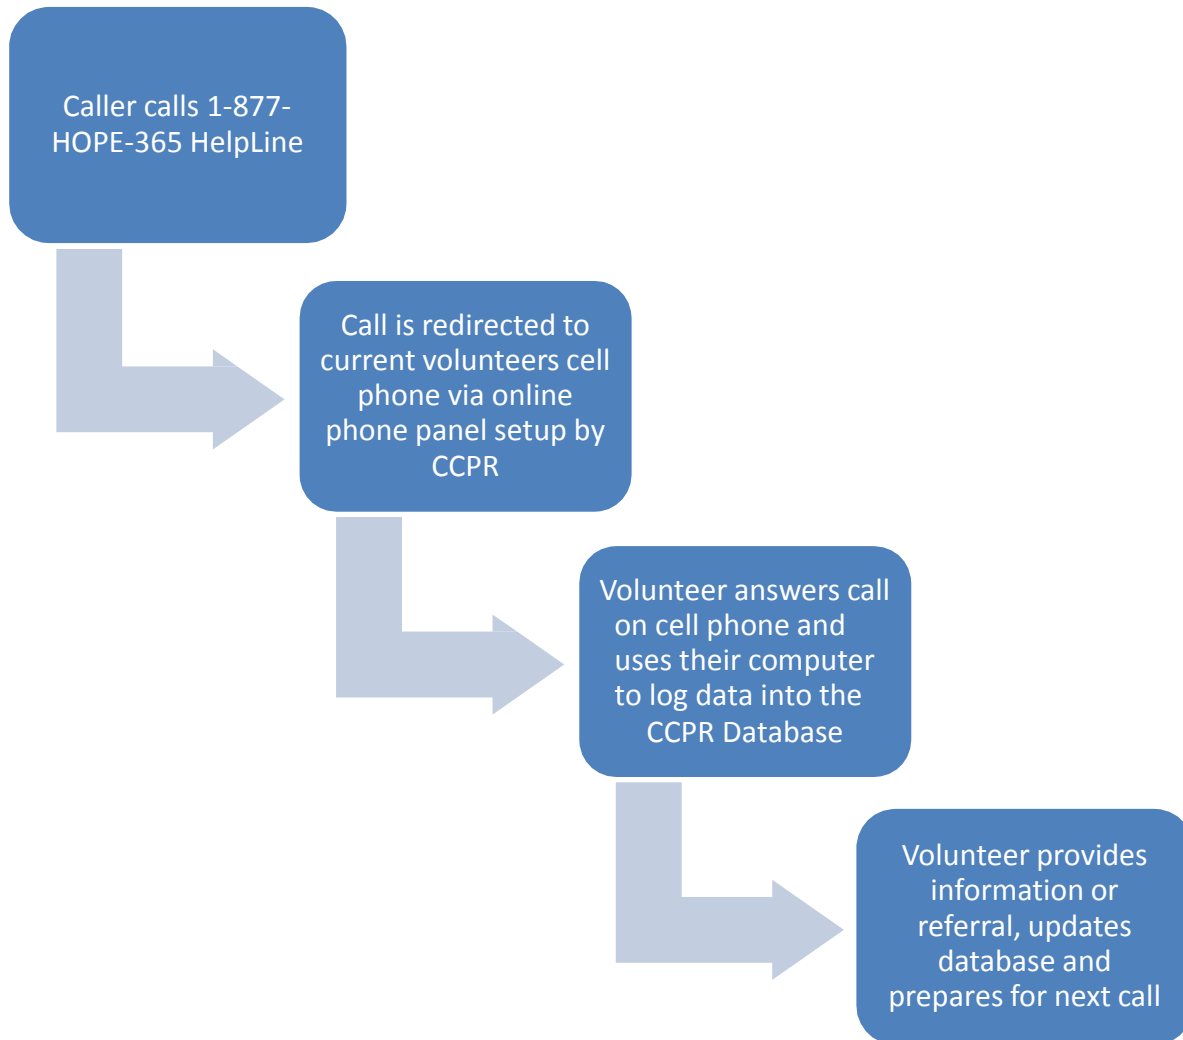 Caller calls 1-877-
HOPE-365 HelpLine
Call is redirected to
current volunteers cell
phone via online
phone panel setup by
CCPR
Volunteer answers call
on cell phone and
uses their computer
to log data into the
CCPR Database
Volunteer provides
information or
referral, updates
database and
prepares for next call